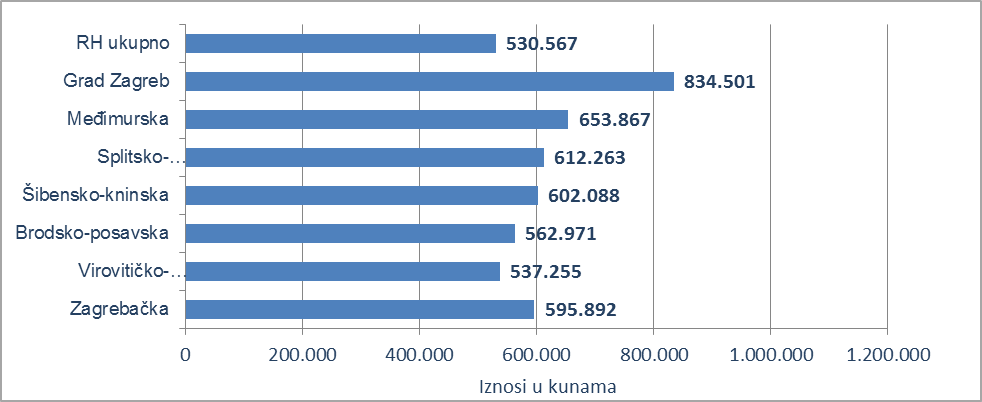 RH ukupno 530.567
Grad Zagreb 834.501
Međimurska 653.867
Splitsko-... 612.263
Šibensko-kninska 602.088
Brodsko-posavska 562.971
Virovitičko-... 537.255
Zagrebačka 595.892
0 200.000 400.000 600.000 800.000 1.000.000 1.200.000
Iznosi u kunama